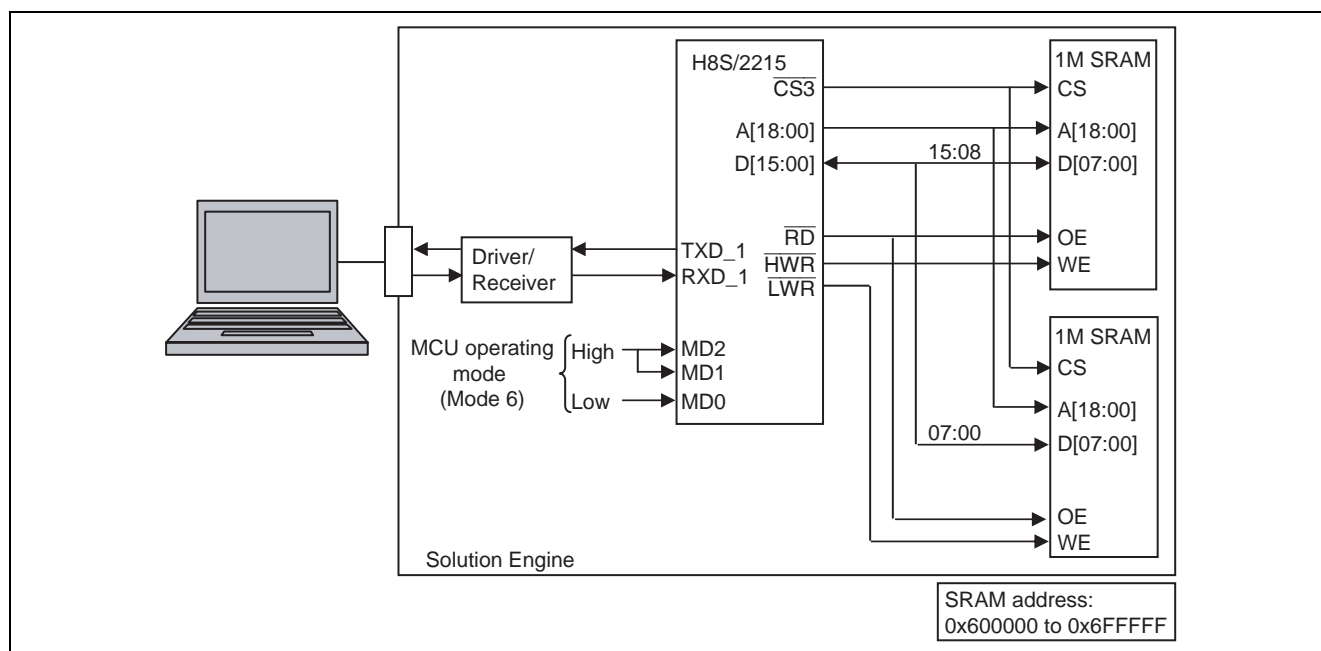 H8S/2215
CS3
A[18:00]
D[15:00]
RD
HWR
LWR
TXD_1
RXD_1
MD2
MD1
MD0
Driver/
Receiver
MCU operating
mode
(Mode 6)
High
Low
15:08
07:00
1M SRAM
CS
A[18:00]
D[07:00]
OE
WE
1M SRAM
CS
A[18:00]
D[07:00]
OE
WE
Solution Engine
SRAM address:
0x600000 to 0x6FFFFF